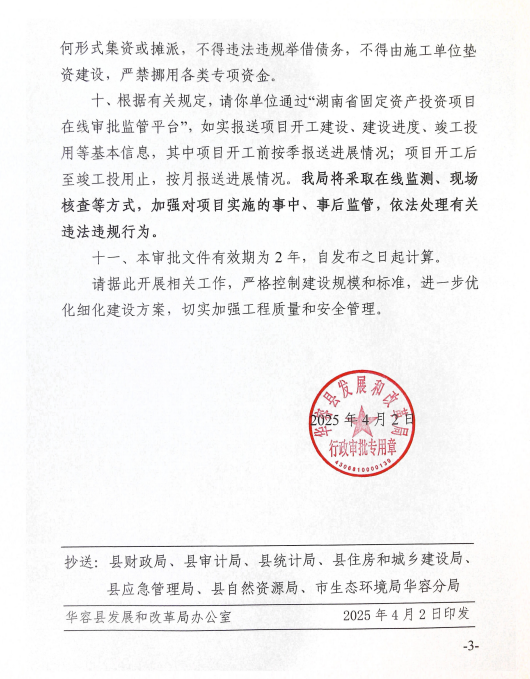 何形式集资或摊派，不得违法违规举借债务，不得由施工单位垫
资建设，严禁挪用各类专项资金。
十、根据有关规定，请你单位通过“湖南省固定资产投资项目
在线审批监管平台”，如实报送项目开工建设、建设进度、竣工投
用等基本信息，其中项目开工前按季报送进展情况；项目开工后
至竣工投用止，按月报送进展情况。我局将采取在线监测、现场
核查等方式，加强对项目实施的事中、事后监管，依法处理有关
违法违规行为。
十一、本审批文件有效期为 2 年，自发布之日起计算。
请据此开展相关工作，严格控制建设规模和标准，进一步优
化细化建设方案，切实加强工程质量和安全管理。
华容县发展和改革局
2025 年 4 月 2 日
行政审批专用章
抄送：县财政局、县审计局、县统计局、县住房和城乡建设局、
县应急管理局、县自然资源局、市生态环境局华容分局
华容县发展和改革局办公室 2025 年 4 月 2 日印发
-3-